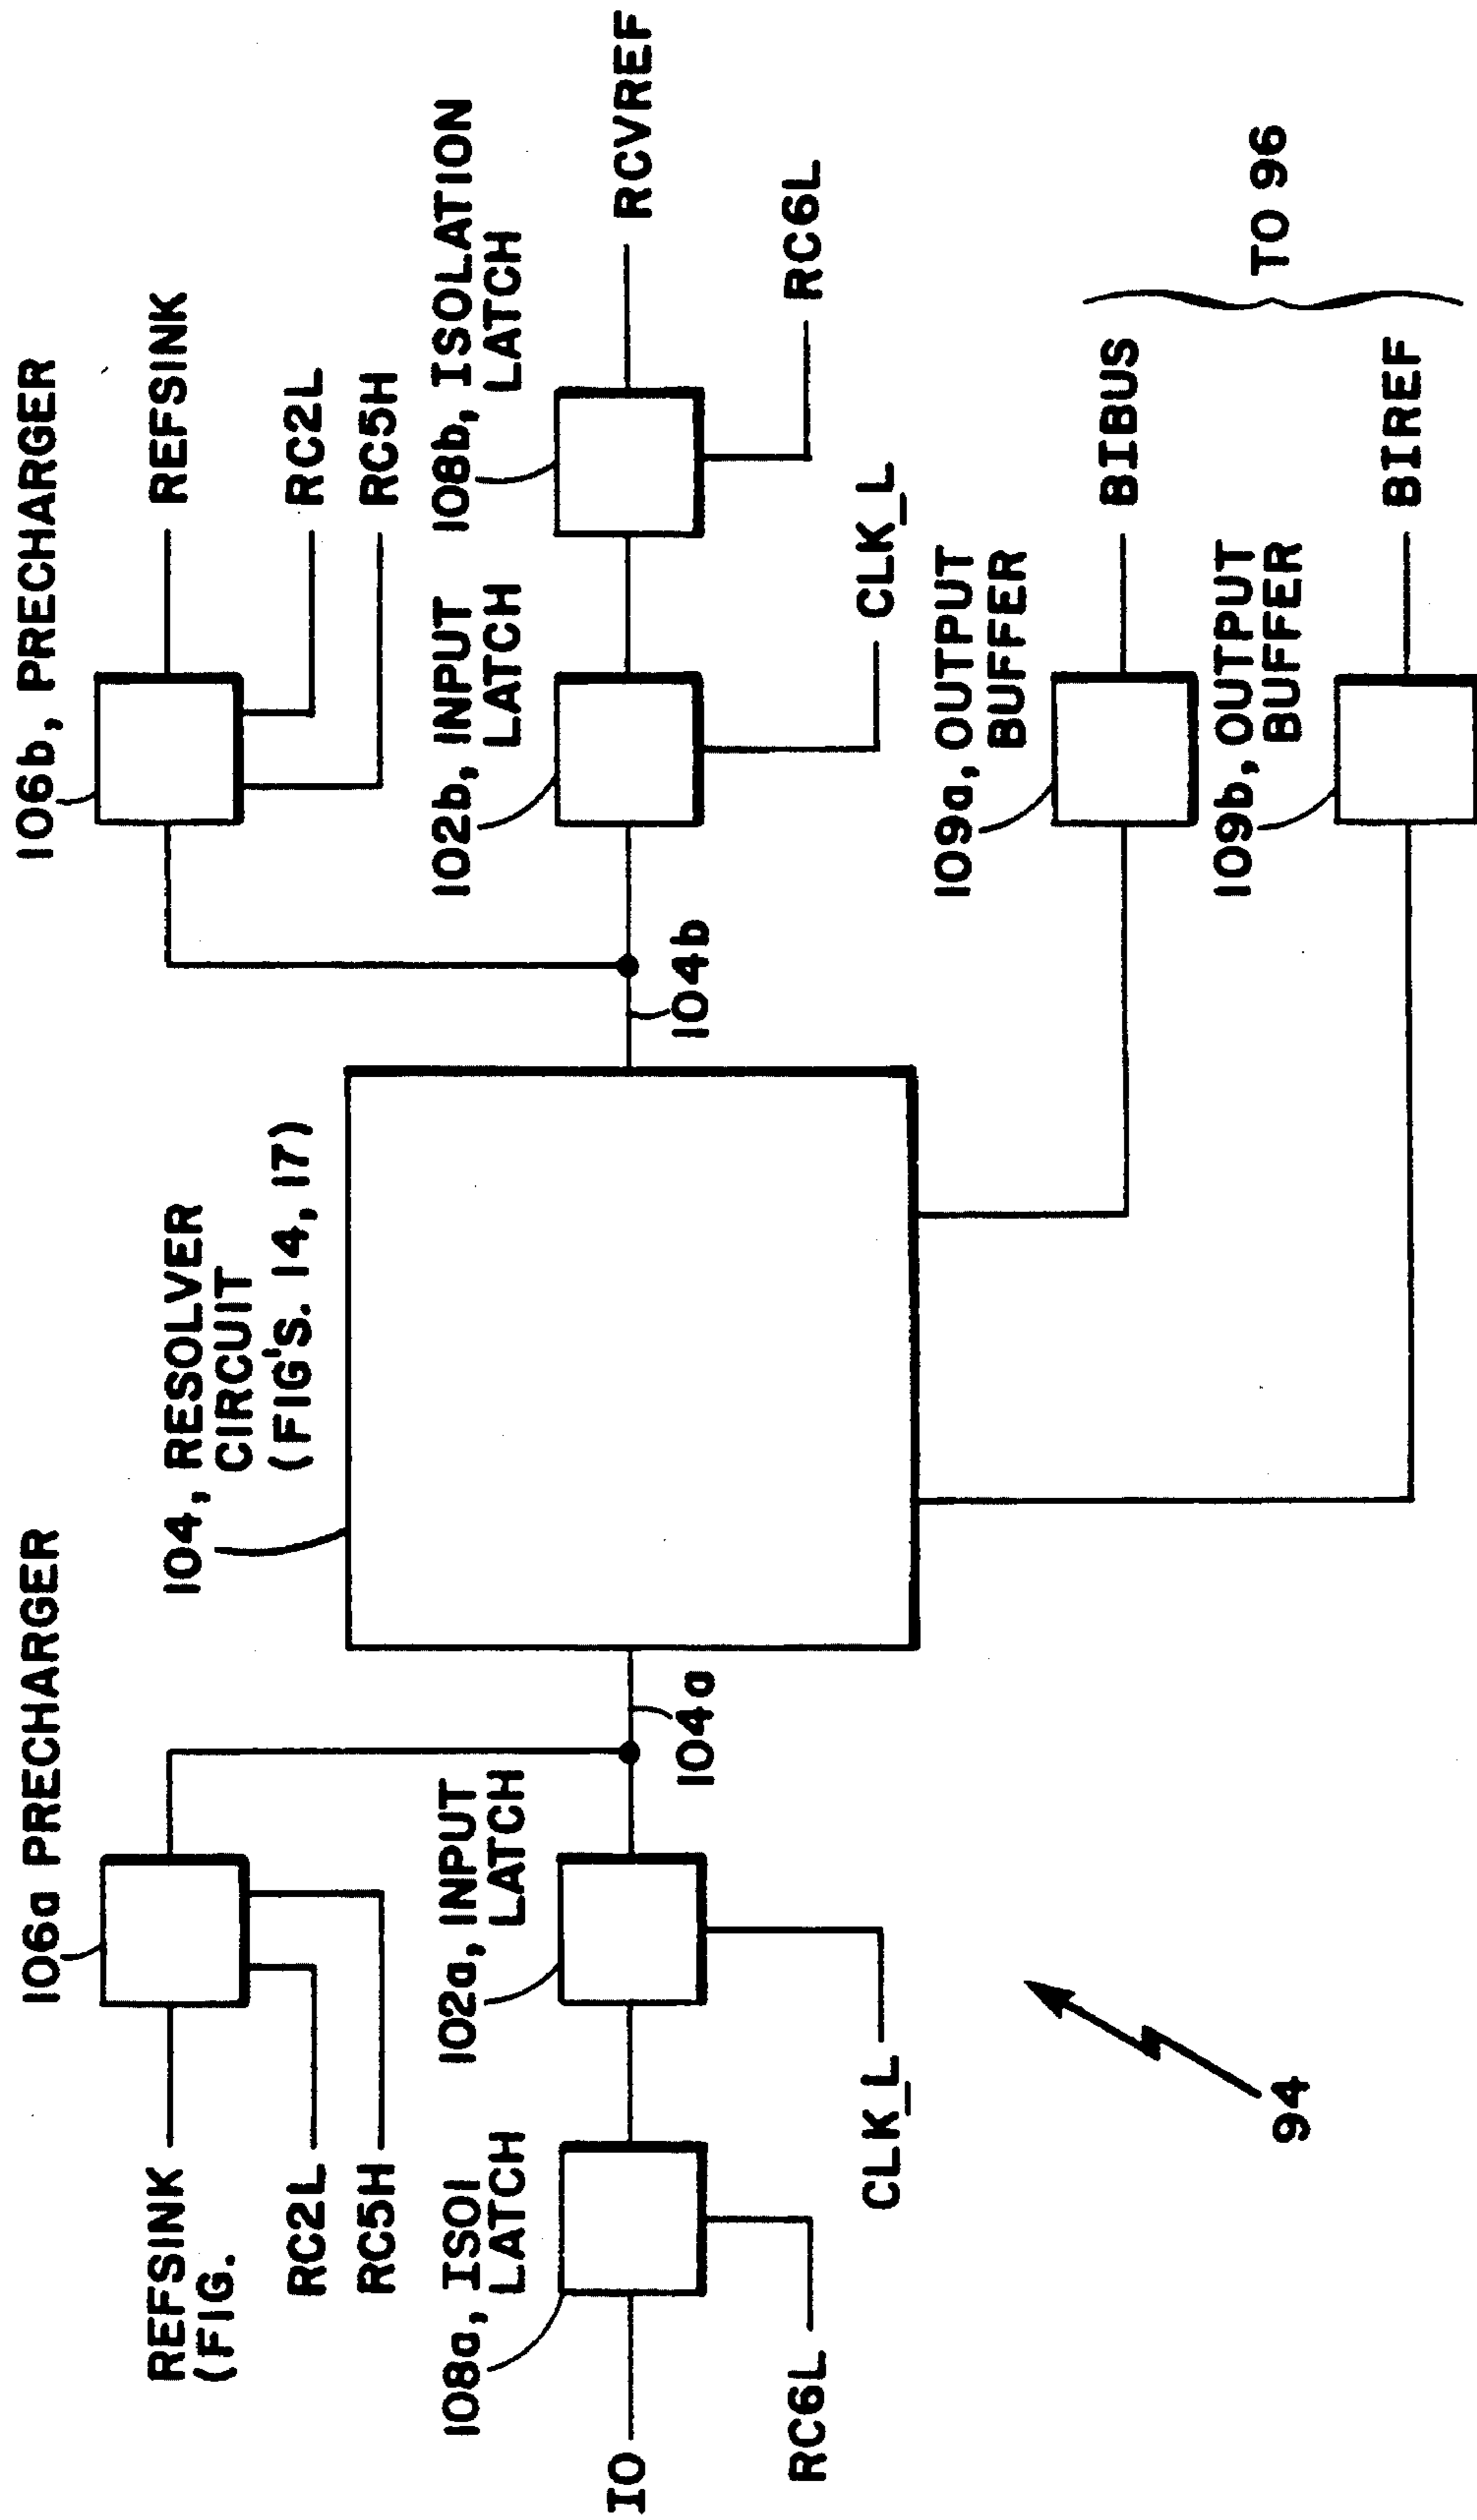 106a PRECHARGER
REFSINK
(FIG.
RC2L
RC5H
108a, ISOL
LATCH
102a, INPUT
LATCH
IO
RC6L
CLK_L
104a
104, RESOLVER
CIRCUIT
(FIG'S. 14, 17)
106b, PRECHARGER
REFSINK
RC2L
RC5H
104b
102b, INPUT
LATCH
108b, ISOLATION
LATCH
RCVREF
CLK_L
RC6L
109a, OUTPUT
BUFFER
BIBUS
109b, OUTPUT
BUFFER
BIREF
TO 96
94